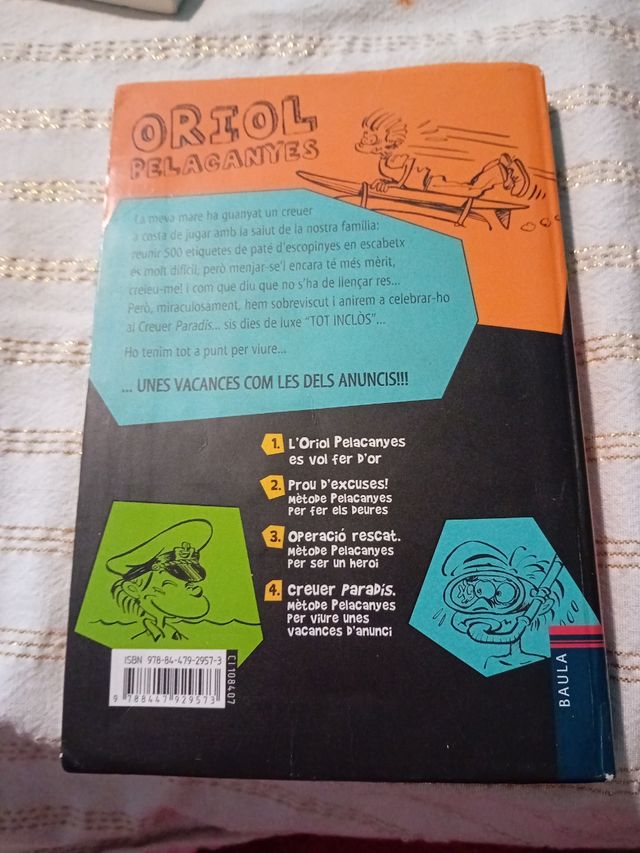 ORIOL
PELACANYES
La meva mare ha guanyat un creuer
a costa de jugar amb la salut de la nostra família:
reunir 500 etiquetes de paté d'escopinyes en escabetx
és molt difícil, però menjar-se'l encara té més mèrit,
creieu-me! I com que diu que no s'ha de llençar res...
Però, miraculosament, hem sobreviscut i anirem a celebrar-ho
al Creuer Paradís... sis dies de luxe "TOT INCLÒS"...
Ho tenim tot a punt per viure...
... UNES VACANCES COM LES DELS ANUNCIS!!!
1. L'Oriol Pelacanyes
es vol fer d'or
2. Prou d'excuses!
Mètode Pelacanyes
Per fer els deures
3. Operació rescat.
Mètode Pelacanyes
Per ser un heroi
4. Creuer Paradís.
Mètode Pelacanyes
Per viure unes
vacances d'anunci
ISBN 978-84-479-2957-3
9 788447 929573
CI 108407
BAULA